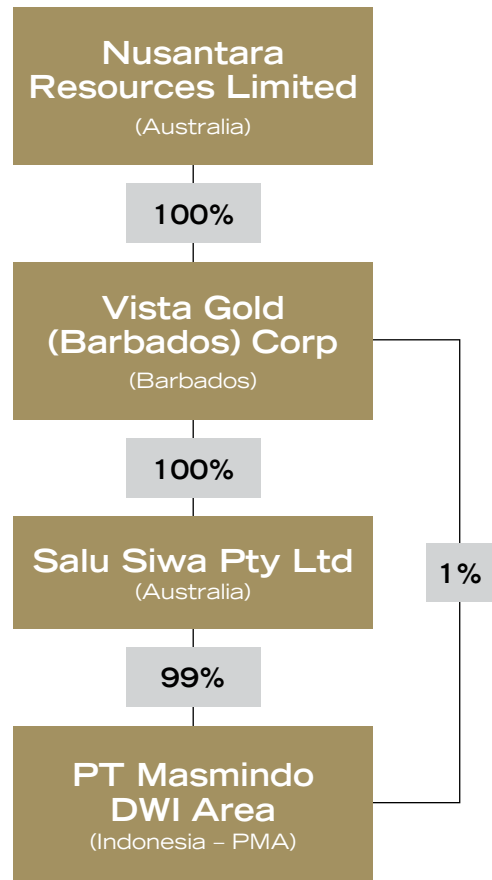 Nusantara
Resources Limited
(Australia)
100%
Vista Gold
(Barbados) Corp
(Barbados)
100%
Salu Siwa Pty Ltd
(Australia)
1%
99%
PT Masmindo
DWI Area
(Indonesia – PMA)